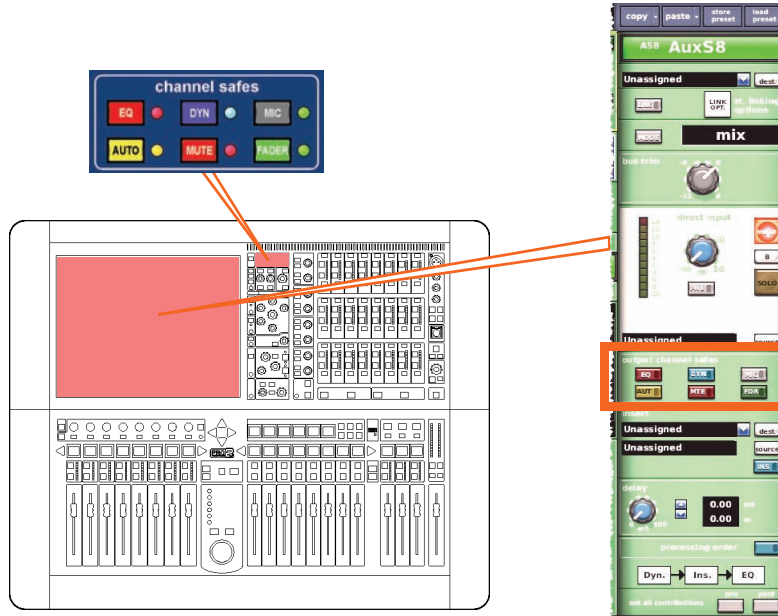 copy
paste
store
preset
load
preset
AS8 AuxS8
Unassigned
dest
LINK
OPT.
st. linking
options
MODE
mix
bus trim
direct input
B
SOLO
Unassigned
source
output channel safes
EQ
DYN
AUT
MTE
FDR
insert
Unassigned
dest
Unassigned
source
INS
delay
0.00
0.00
processing order
Dyn.
Ins.
EQ
set all contributions
pre
post
channel safes
EQ
DYN
MIC
AUTO
MUTE
FADER